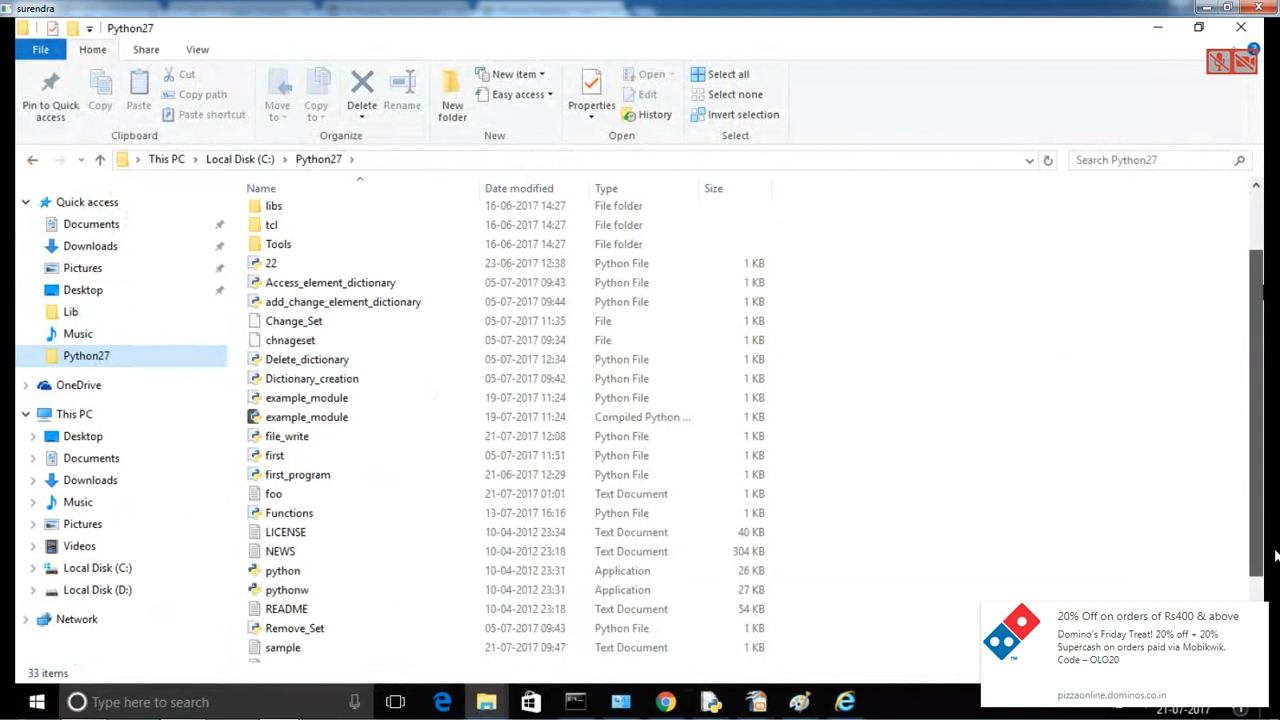 surendra
Python27
File Home Share View
Pin to Quick access
Copy
Paste
Cut
Copy path
Paste shortcut
Clipboard
Move to
Copy to
Delete
Rename
Organize
New folder
New item
Easy access
New
Properties
Open
Edit
History
Open
Select all
Select none
Invert selection
Select
This PC Local Disk (C:) Python27
Search Python27
Quick access
Documents
Downloads
Pictures
Desktop
Lib
Music
Python27
OneDrive
This PC
Desktop
Documents
Downloads
Music
Pictures
Videos
Local Disk (C:)
Local Disk (D:)
Network
Name Date modified Type Size
libs 16-06-2017 14:27 File folder
tcl 16-06-2017 14:27 File folder
Tools 16-06-2017 14:27 File folder
22 23-06-2017 12:38 Python File 1 KB
Access_element_dictionary 05-07-2017 09:43 Python File 1 KB
add_change_element_dictionary 05-07-2017 09:44 Python File 1 KB
Change_Set 05-07-2017 11:35 File 1 KB
chnageset 05-07-2017 09:34 File 1 KB
Delete_dictionary 05-07-2017 12:34 Python File 1 KB
Dictionary_creation 05-07-2017 09:42 Python File 1 KB
example_module 19-07-2017 11:24 Python File 1 KB
example_module 19-07-2017 11:24 Compiled Python ... 1 KB
file_write 21-07-2017 12:08 Python File 1 KB
first 05-07-2017 11:51 Python File 1 KB
first_program 21-06-2017 12:29 Python File 1 KB
foo 21-07-2017 01:01 Text Document 1 KB
Functions 13-07-2017 16:16 Python File 1 KB
LICENSE 10-04-2012 23:34 Text Document 40 KB
NEWS 10-04-2012 23:18 Text Document 304 KB
python 10-04-2012 23:31 Application 26 KB
pythonw 10-04-2012 23:31 Application 27 KB
README 10-04-2012 23:18 Text Document 54 KB
Remove_Set 05-07-2017 09:43 Python File 1 KB
sample 21-07-2017 09:47 Text Document 1 KB
33 items
20% Off on orders of Rs400 & above
Domino's Friday Treat! 20% off + 20%
Supercash on orders paid via Mobikwik.
Code – OLO20
pizzaonline.dominos.co.in
Type here to search
21-07-2017